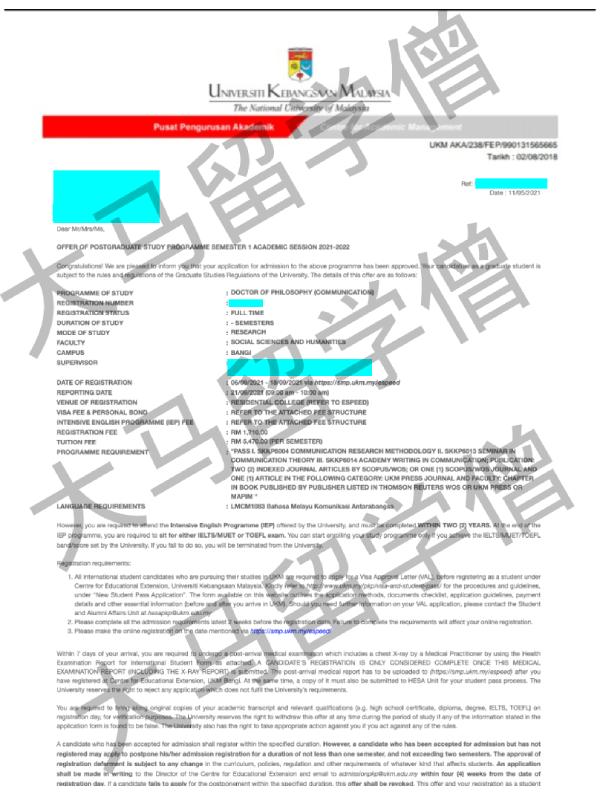 UNIVERSITI KEBANGSAAN MALAYSIA
The National University of Malaysia
Pusat Pengurusan Akademik Centre for Academic Management
UKM AKA/238/FEP/990131565665
Tarikh : 02/08/2018
Ref:
Date : 11/05/2021
Dear Mr/Mrs/Ms,
OFFER OF POSTGRADUATE STUDY PROGRAMME SEMESTER 1 ACADEMIC SESSION 2021-2022
Congratulations! We are pleased to inform you that your application for admission to the above programme has been approved. Your candidature as a graduate student is
subject to the rules and regulations of the Graduate Studies Regulations of the University. The details of this offer are as follows:
PROGRAMME OF STUDY : DOCTOR OF PHILOSOPHY (COMMUNICATION)
REGISTRATION NUMBER :
REGISTRATION STATUS : FULL TIME
DURATION OF STUDY : - SEMESTERS
MODE OF STUDY : RESEARCH
FACULTY : SOCIAL SCIENCES AND HUMANITIES
CAMPUS : BANGI
SUPERVISOR
DATE OF REGISTRATION : 06/09/2021 - 18/09/2021 via https://smp.ukm.my/espeed
REPORTING DATE : 21/09/2021 (09:00 am - 10:00 am)
VENUE OF REGISTRATION : RESIDENTIAL COLLEGE (REFER TO ESPEED)
VISA FEE & PERSONAL BOND : REFER TO THE ATTACHED FEE STRUCTURE
INTENSIVE ENGLISH PROGRAMME (IEP) FEE : REFER TO THE ATTACHED FEE STRUCTURE
REGISTRATION FEE : RM 1,710.00
TUITION FEE : RM 5,470.00 (PER SEMESTER)
PROGRAMME REQUIREMENT : "PASS I. SKKP6004 COMMUNICATION RESEARCH METHODOLOGY II. SKKP6013 SEMINAR IN
COMMUNICATION THEORY III. SKKP6014 ACADEMY WRITING IN COMMUNICATION; PUBLICATION:
TWO (2) INDEXED JOURNAL ARTICLES BY SCOPUS/WOS; OR ONE (1) SCOPUS/WOS JOURNAL AND
ONE (1) ARTICLE IN THE FOLLOWING CATEGORY: UKM PRESS JOURNAL AND FACULTY; CHAPTER
IN BOOK PUBLISHED BY PUBLISHER LISTED IN THOMSON REUTERS WOS OR UKM PRESS OR
MAPIM "
LANGUAGE REQUIREMENTS : LMCM1083 Bahasa Melayu Komunikasi Antarabangsa
However, you are required to attend the Intensive English Programme (IEP) offered by the University, and must be completed WITHIN TWO (2) YEARS. At the end of the
IEP programme, you are required to sit for either IELTS/MUET or TOEFL exam. You can start enrolling your study programme only if you achieve the IELTS/MUET/TOEFL
band/score set by the University. If you fail to do so, you will be terminated from the University.
Registration requirements:
1. All international student candidates who are pursuing their studies in UKM are required to apply for a Visa Approval Letter (VAL), before registering as a student under
Centre for Educational Extension, Universiti Kebangsaan Malaysia. Kindly refer to http://www.ukm.my/pkp/visa-and-student-pass/ for the procedures and guidelines,
under "New Student Pass Application". The form available on this website outlines the application methods, documents checklist, application guidelines, payment
details and other essential information (before and after you arrive in UKM). Should you need further information on your VAL application, please contact the Student
and Alumni Affairs Unit at hesapkp@ukm.edu.my
2. Please complete all the admission requirements latest 2 weeks before the registration date. Failure to complete the requirements will affect your online registration.
3. Please make the online registration on the date mentioned via https://smp.ukm.my/espeed/
Within 7 days of your arrival, you are required to undergo a post-arrival medical examination which includes a chest X-ray by a Medical Practitioner by using the Health
Examination Report for International Student Form as attached. A CANDIDATE'S REGISTRATION IS ONLY CONSIDERED COMPLETE ONCE THIS MEDICAL
EXAMINATION REPORT (INCLUDING THE X-RAY REPORT) is submitted. The post-arrival medical report has to be uploaded to (https://smp.ukm.my/espeed) after you
have registered at Centre for Educational Extension, UKM Bangi. At the same time, a copy of it must also be submitted to HESA Unit for your student pass process. The
University reserves the right to reject any application which does not fulfil the University's requirements.
You are required to bring along original copies of your academic transcript and relevant qualifications (e.g. high school certificate, diploma, degree, IELTS, TOEFL) on
registration day, for verification purposes. The University reserves the right to withdraw this offer at any time during the period of study if any of the information stated in the
application form is found to be false. The University also has the right to take appropriate action against you if you act against any of the rules.
A candidate who has been accepted for admission shall register within the specified duration. However, a candidate who has been accepted for admission but has not
registered may apply to postpone his/her admission registration for a duration of not less than one semester, and not exceeding two semesters. The approval of
registration deferment is subject to any change in the curriculum, policies, regulation and other requirements of whatever kind that affects students. An application
shall be made in writing to the Director of the Centre for Educational Extension and email to admissionpkp@ukm.edu.my within four (4) weeks from the date of
registration day. If a candidate fails to apply for the postponement within the specified duration, this offer shall be revoked. This offer and your registration as a student
大马留学僧
大马留学僧
大马留学僧